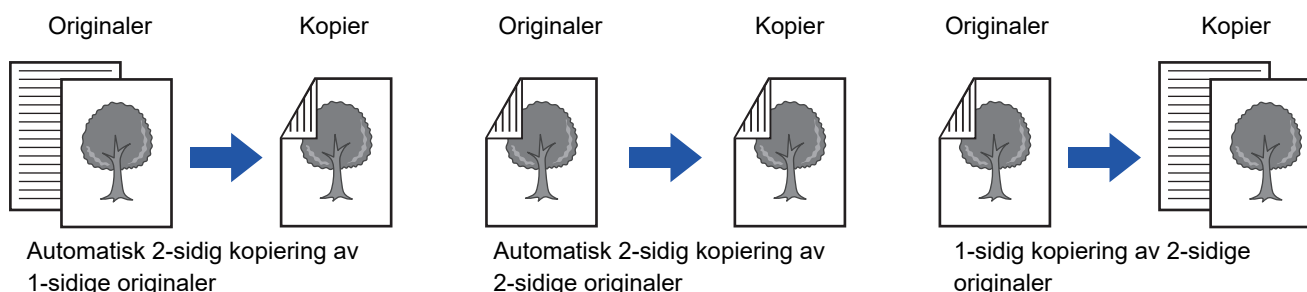 Originaler
Kopier
Originaler
Kopier
Originaler
Kopier
Automatisk 2-sidig kopiering av
1-sidige originaler
Automatisk 2-sidig kopiering av
2-sidige originaler
1-sidig kopiering av 2-sidige
originaler